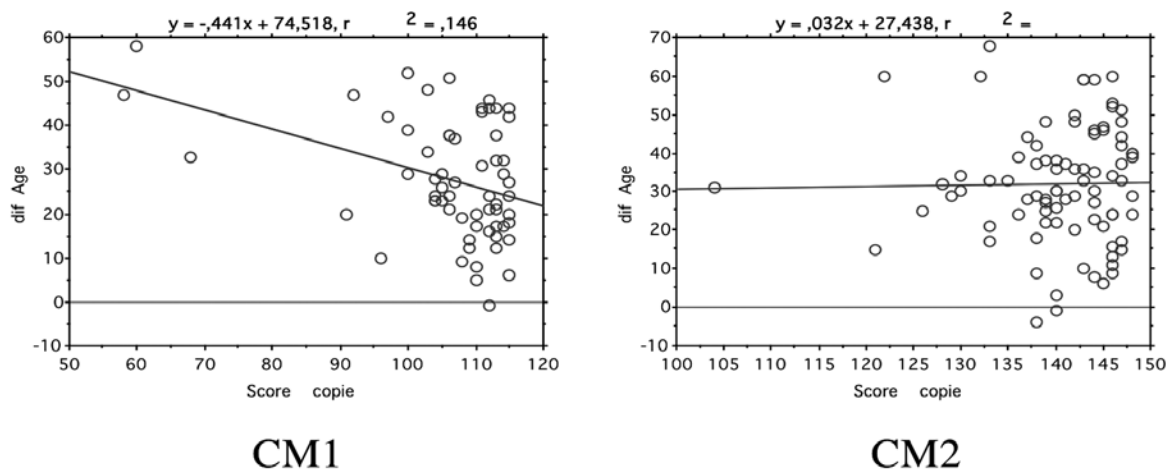 y = -,441x + 74,518, r 2 = ,146
60
50
40
30
20
10
0
-10
dif Age
50 60 70 80 90 100 110 120
Score copie
CM1
y = ,032x + 27,438, r 2 =
70
60
50
40
30
20
10
0
-10
dif Age
100 105 110 115 120 125 130 135 140 145 150
Score copie
CM2